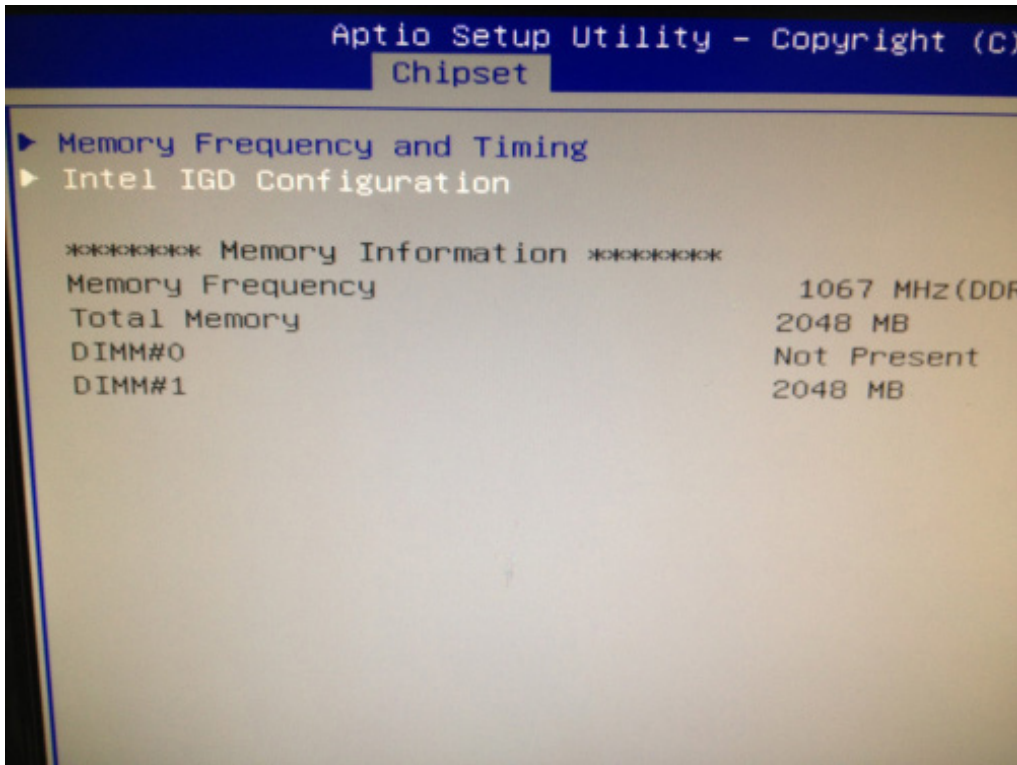 Aptio Setup Utility - Copyright (C)
Chipset
Memory Frequency and Timing
Intel IGD Configuration
******* Memory Information *******
Memory Frequency 1067 MHz(DDR
Total Memory 2048 MB
DIMM#0 Not Present
DIMM#1 2048 MB